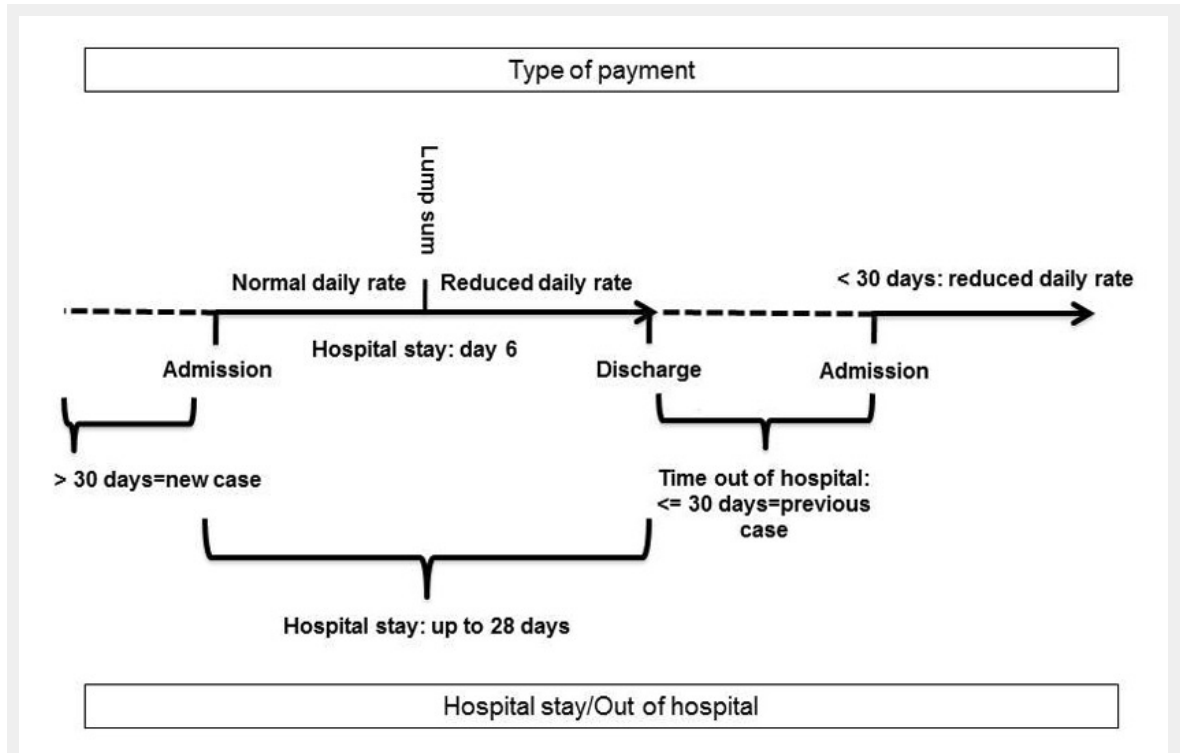 Type of payment
Lump sum
Normal daily rate
Reduced daily rate
< 30 days: reduced daily rate
Hospital stay: day 6
Admission
Discharge
Admission
> 30 days=new case
Time out of hospital:
<= 30 days=previous
case
Hospital stay: up to 28 days
Hospital stay/Out of hospital